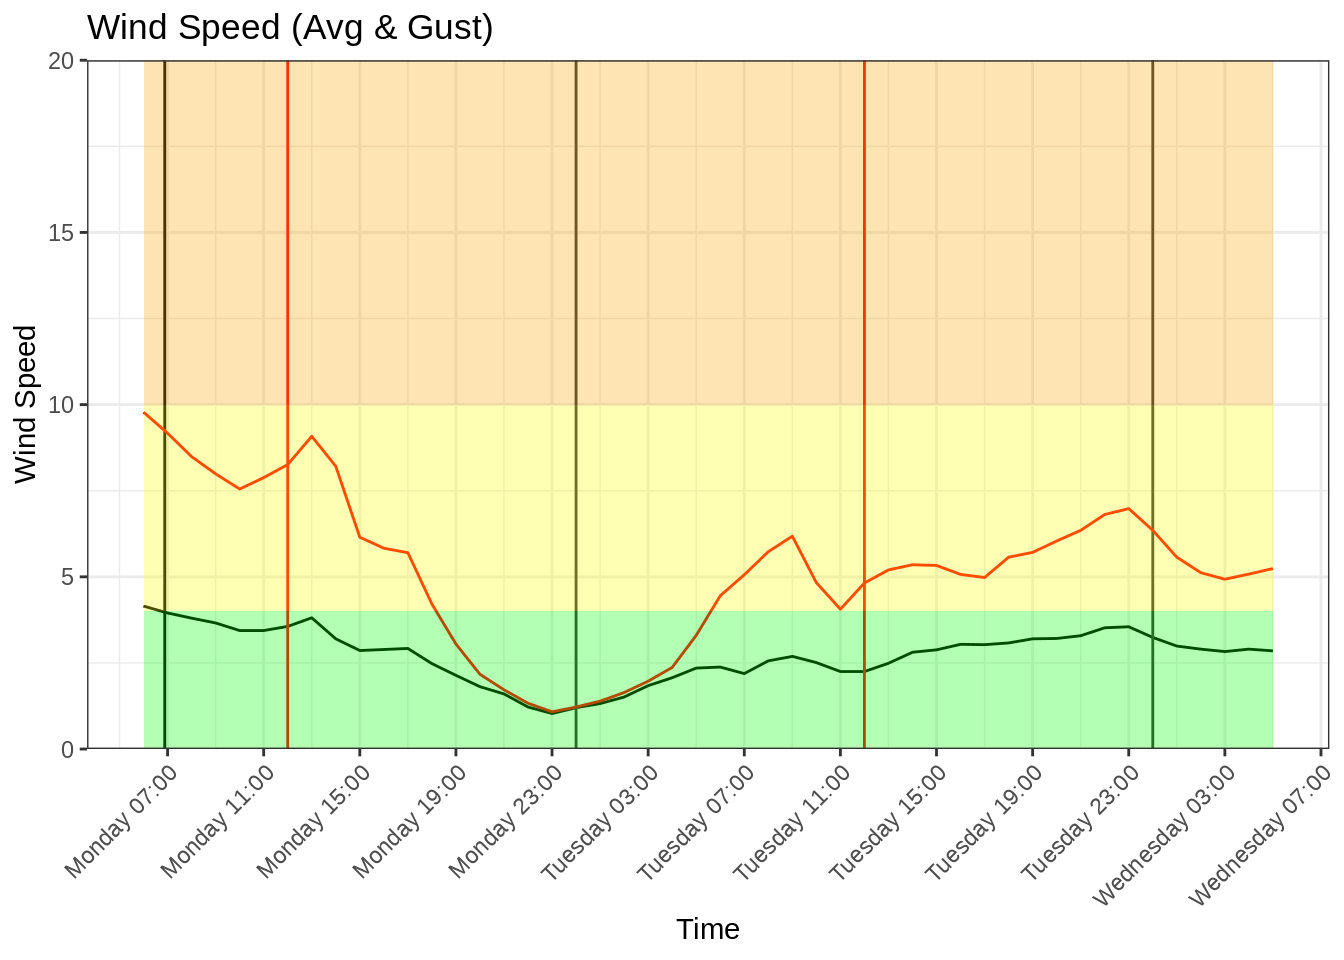 Wind Speed (Avg & Gust)
20
15
10
5
0
Wind Speed
Monday 07:00
Monday 11:00
Monday 15:00
Monday 19:00
Monday 23:00
Tuesday 03:00
Tuesday 07:00
Tuesday 11:00
Tuesday 15:00
Tuesday 19:00
Tuesday 23:00
Wednesday 03:00
Wednesday 07:00
Time